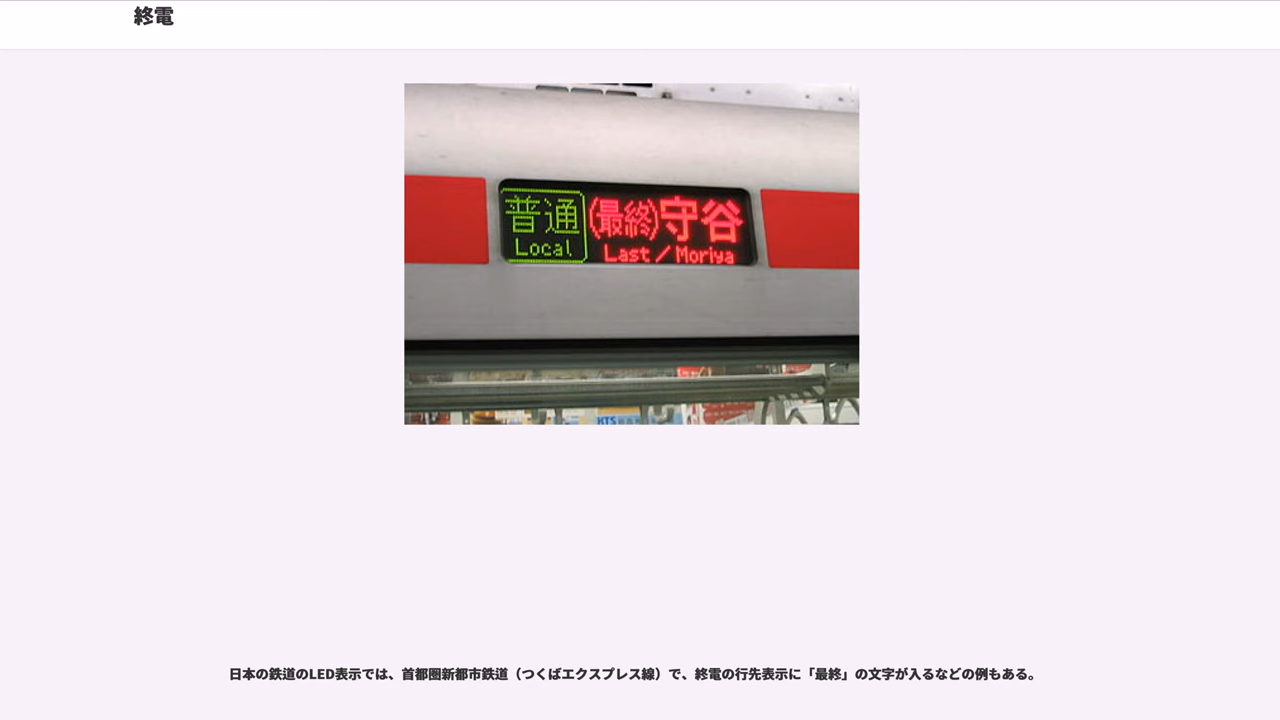 終電
普通 (最終)守谷
Local Last / Moriya
KTS
日本の鉄道のLED表示では、首都圏新都市鉄道（つくばエクスプレス線）で、終電の行先表示に「最終」の文字が入るなどの例もある。